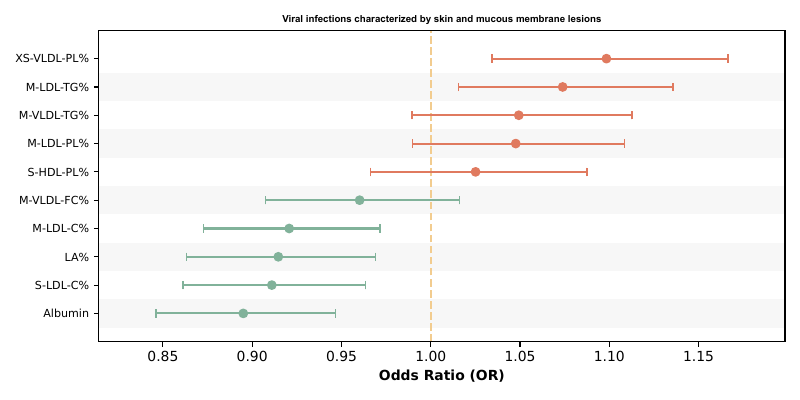 Viral infections characterized by skin and mucous membrane lesions
XS-VLDL-PL%
M-LDL-TG%
M-VLDL-TG%
M-LDL-PL%
S-HDL-PL%
M-VLDL-FC%
M-LDL-C%
LA%
S-LDL-C%
Albumin
0.85 0.90 0.95 1.00 1.05 1.10 1.15
Odds Ratio (OR)